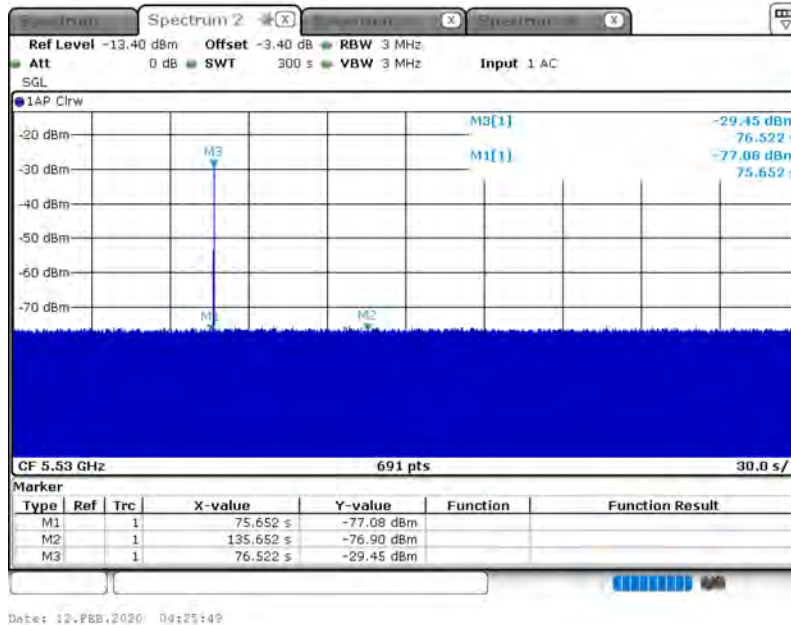 Spectrum 2
Ref Level -13.40 dBm Offset -3.40 dB RBW 3 MHz
Att 0 dB SWT 300 s VBW 3 MHz Input 1 AC
SGL
1AP Clrw
M3[1] -29.45 dBm
76.522 s
M1[1] -77.08 dBm
75.652 s
-20 dBm
M3
-30 dBm
-40 dBm
-50 dBm
-60 dBm
-70 dBm
M2
CF 5.53 GHz 691 pts 30.0 s/
Marker
Type Ref Trc X-value Y-value Function Function Result
M1 1 75.652 s -77.08 dBm
M2 1 135.652 s -76.90 dBm
M3 1 76.522 s -29.45 dBm
Date: 12.FEB.2020 04:25:49